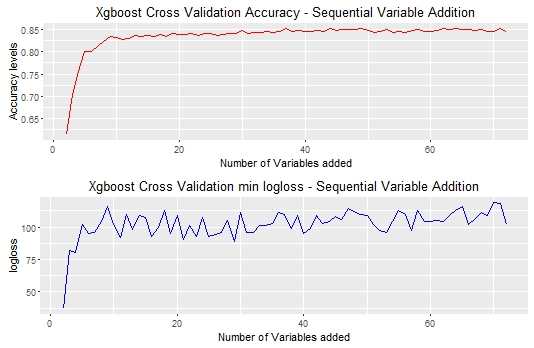 Xgboost Cross Validation Accuracy - Sequential Variable Addition
Accuracy levels
0.85
0.80
0.75
0.70
0.65
0 20 40 60
Number of Variables added
Xgboost Cross Validation min logloss - Sequential Variable Addition
logloss
100
75
50
0 20 40 60
Number of Variables added